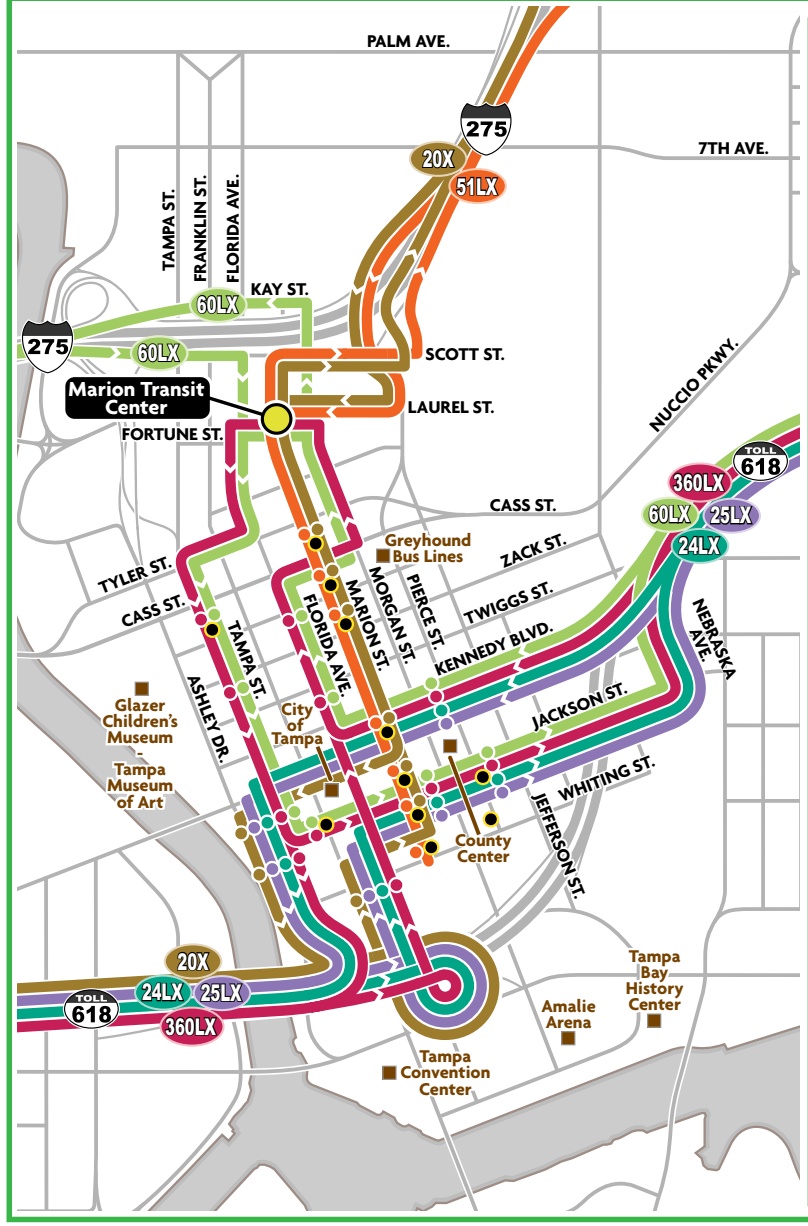 PALM AVE.
275
7TH AVE.
20X
51LX
TAMPA ST.
FRANKLIN ST.
FLORIDA AVE.
KAY ST.
60LX
275
60LX
SCOTT ST.
NUCCIO PKWY.
Marion Transit
Center
LAUREL ST.
FORTUNE ST.
TOLL
618
360LX
CASS ST.
60LX
25LX
24LX
Greyhound
Bus Lines
ZACK ST.
TYLER ST.
CASS ST.
MORGAN ST.
PIERCE ST.
TWIGGS ST.
FLORIDA AVE.
MARION ST.
NEBRASKA
AVE.
TAMPA ST.
KENNEDY BLVD.
ASHLEY DR.
JACKSON ST.
Glazer
Children's
Museum
-
Tampa
Museum
of Art
City
of
Tampa
WHITING ST.
JEFFERSON ST.
County
Center
20X
24LX
25LX
TOLL
618
360LX
Tampa
Bay
History
Center
Amalie
Arena
Tampa
Convention
Center